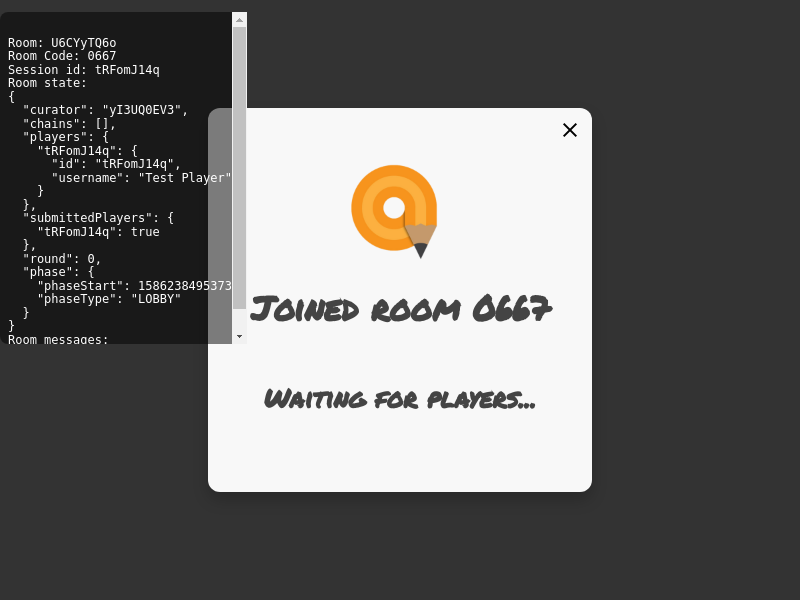 Room: U6CYyTQ6o
Room Code: 0667
Session id: tRFomJ14q
Room state:
{
  "curator": "yI3UQ0EV3",
  "chains": [],
  "players": {
    "tRFomJ14q": {
      "id": "tRFomJ14q",
      "username": "Test Player"
    }
  },
  "submittedPlayers": {
    "tRFomJ14q": true
  },
  "round": 0,
  "phase": {
    "phaseStart": 1586238495373
    "phaseType": "LOBBY"
  }
}
Room messages:
Joined room 0667
Waiting for players...